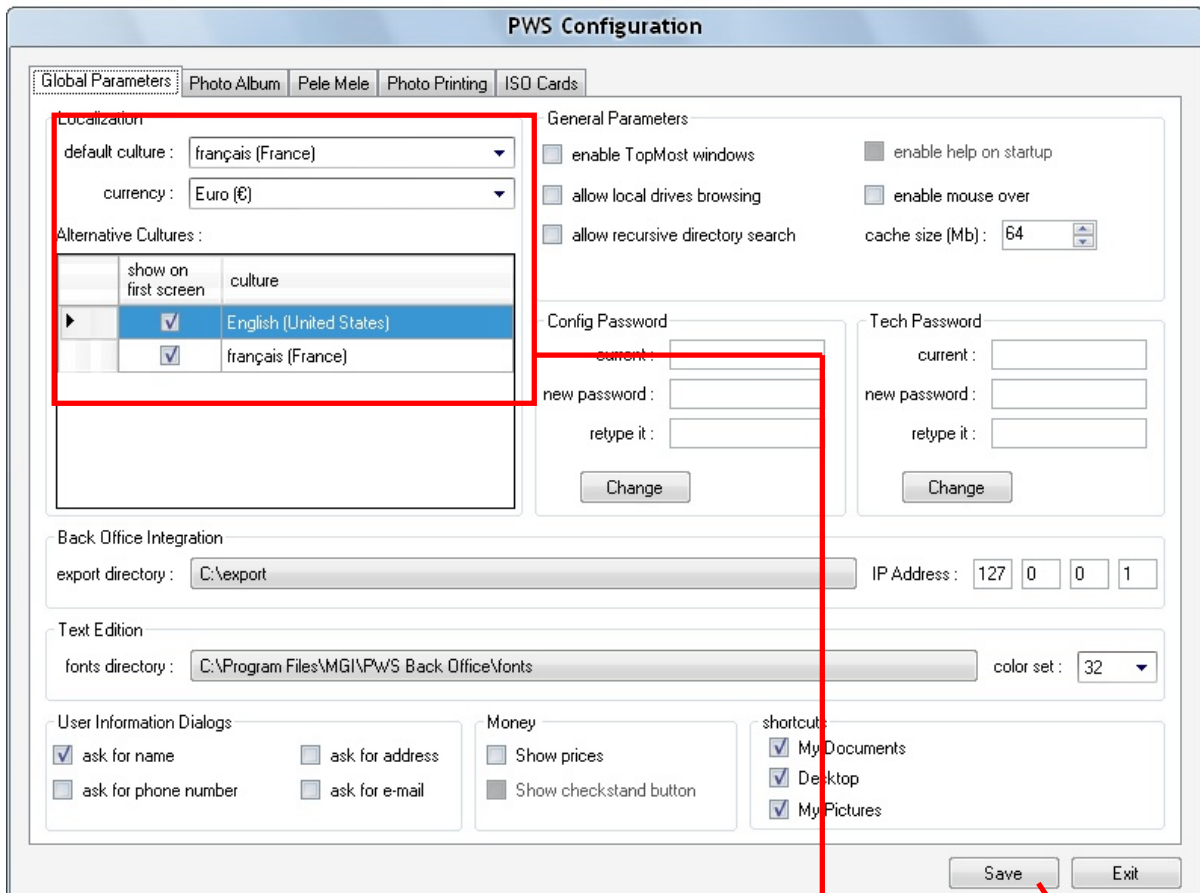 PWS Configuration
Global Parameters Photo Album Pele Mele Photo Printing ISO Cards
Localization
default culture : français (France)
currency : Euro (€)
Alternative Cultures :
show on first screen culture
English (United States)
français (France)
General Parameters
enable TopMost windows enable help on startup
allow local drives browsing enable mouse over
allow recursive directory search cache size (Mb) : 64
Config Password
current :
new password :
retype it :
Change
Tech Password
current :
new password :
retype it :
Change
Back Office Integration
export directory : C:\export IP Address : 127 0 0 1
Text Edition
fonts directory : C:\Program Files\MGI\PWS Back Office\fonts color set : 32
User Information Dialogs
ask for name ask for address
ask for phone number ask for e-mail
Money
Show prices
Show checkstand button
shortcuts
My Documents
Desktop
My Pictures
Save Exit